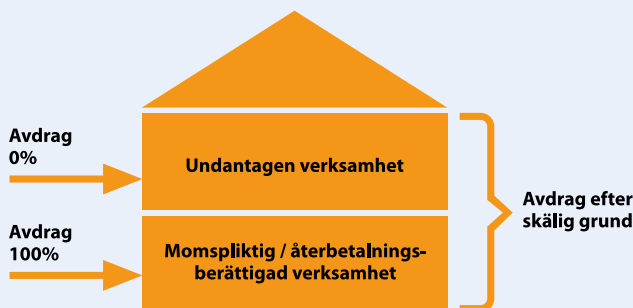 Avdrag
0%
Undantagen verksamhet
Avdrag
100%
Momspliktig / återbetalnings-
berättigad verksamhet
Avdrag efter
skälig grund